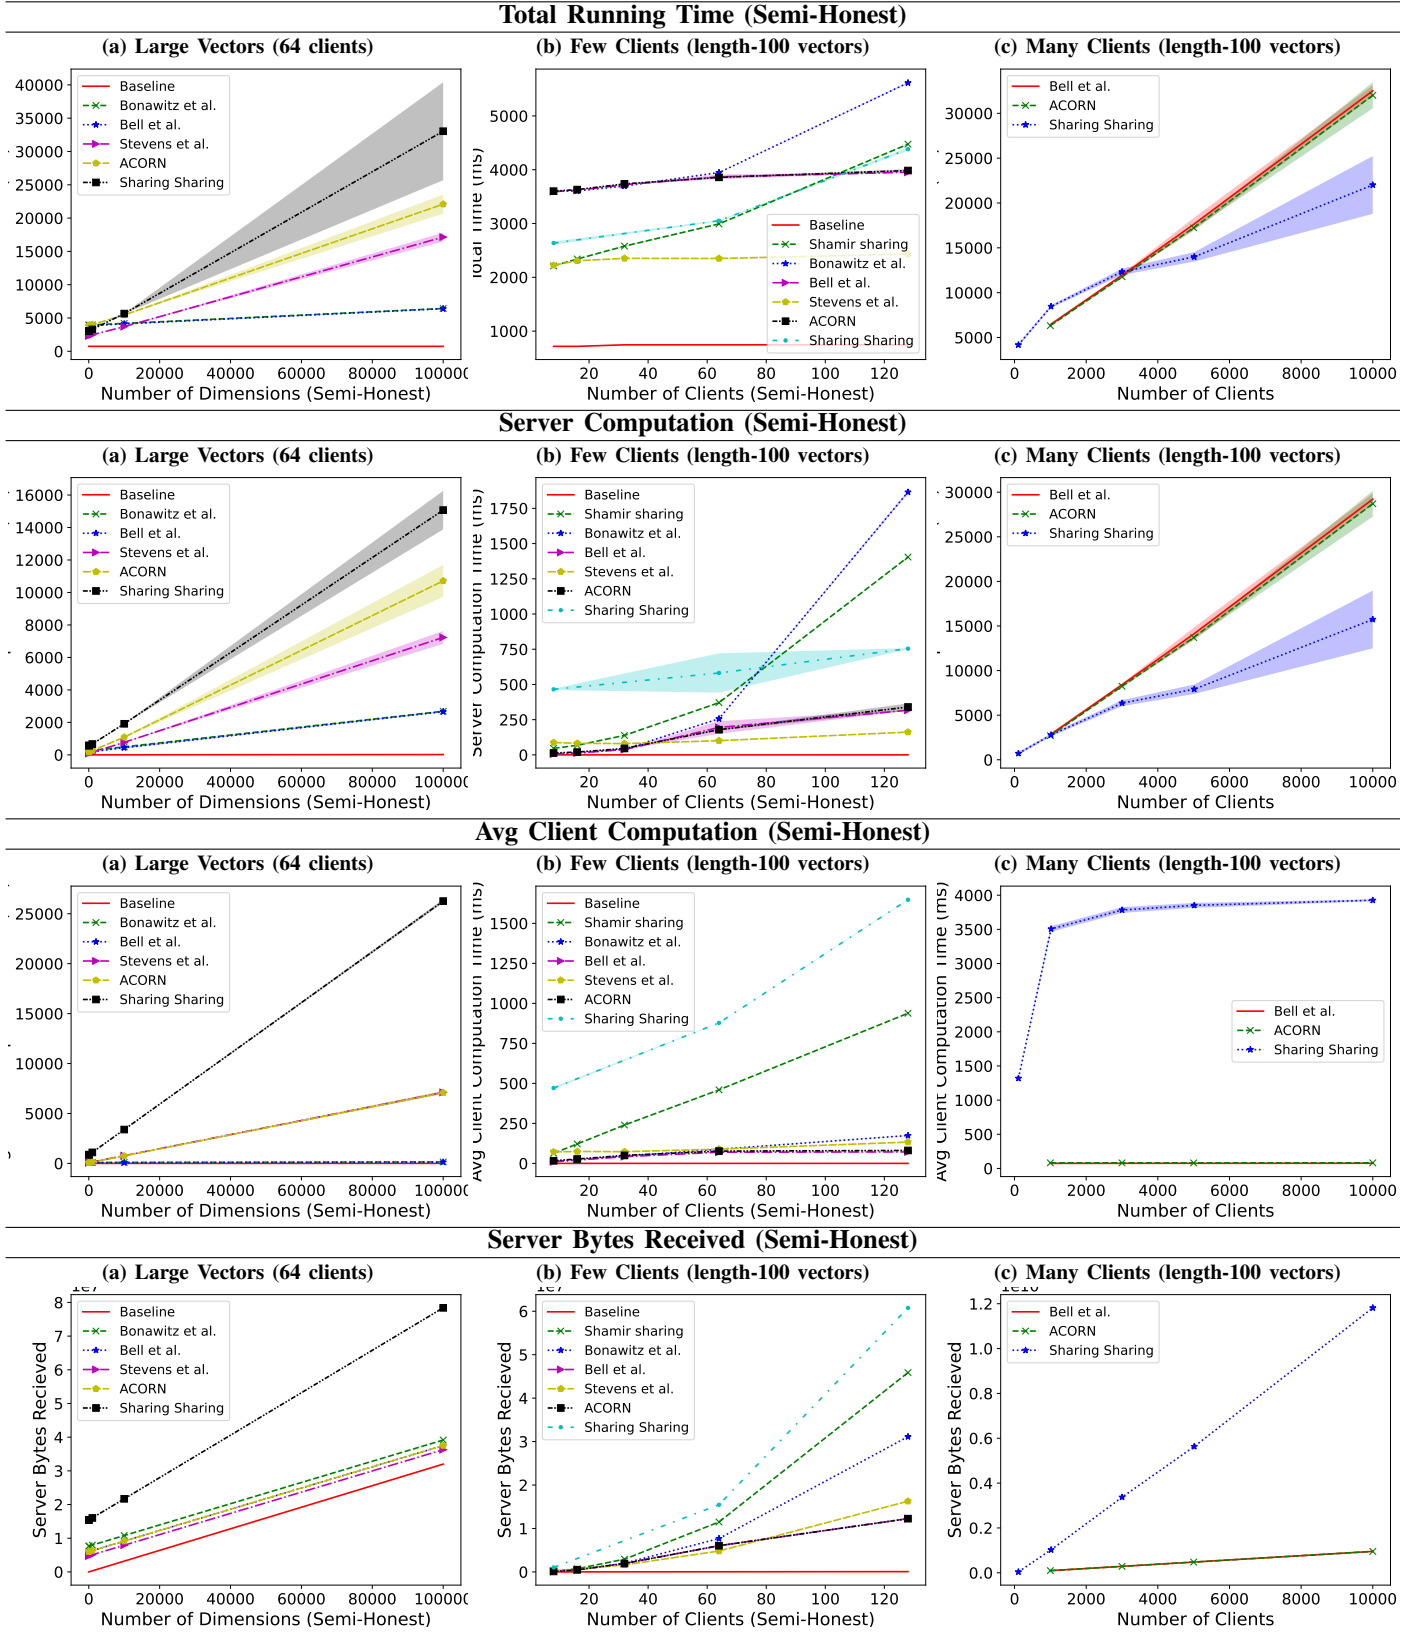 Total Running Time (Semi-Honest)
(a) Large Vectors (64 clients)
40000
35000
30000
25000
20000
15000
10000
5000
0
Baseline
Bonawitz et al.
Bell et al.
Stevens et al.
ACORN
Sharing Sharing
0 20000 40000 60000 80000 100000
Number of Dimensions (Semi-Honest)
(b) Few Clients (length-100 vectors)
Total Time (ms)
5000
4000
3000
2000
1000
Baseline
Shamir sharing
Bonawitz et al.
Bell et al.
Stevens et al.
ACORN
Sharing Sharing
20 40 60 80 100 120
Number of Clients (Semi-Honest)
(c) Many Clients (length-100 vectors)
30000
25000
20000
15000
10000
5000
Bell et al.
ACORN
Sharing Sharing
0 2000 4000 6000 8000 10000
Number of Clients
Server Computation (Semi-Honest)
(a) Large Vectors (64 clients)
16000
14000
12000
10000
8000
6000
4000
2000
0
Baseline
Bonawitz et al.
Bell et al.
Stevens et al.
ACORN
Sharing Sharing
0 20000 40000 60000 80000 100000
Number of Dimensions (Semi-Honest)
(b) Few Clients (length-100 vectors)
Server Computation Time (ms)
1750
1500
1250
1000
750
500
250
0
Baseline
Shamir sharing
Bonawitz et al.
Bell et al.
Stevens et al.
ACORN
Sharing Sharing
20 40 60 80 100 120
Number of Clients (Semi-Honest)
(c) Many Clients (length-100 vectors)
30000
25000
20000
15000
10000
5000
0
Bell et al.
ACORN
Sharing Sharing
0 2000 4000 6000 8000 10000
Number of Clients
Avg Client Computation (Semi-Honest)
(a) Large Vectors (64 clients)
25000
20000
15000
10000
5000
0
Baseline
Bonawitz et al.
Bell et al.
Stevens et al.
ACORN
Sharing Sharing
0 20000 40000 60000 80000 100000
Number of Dimensions (Semi-Honest)
(b) Few Clients (length-100 vectors)
Avg Client Computation Time (ms)
1500
1250
1000
750
500
250
0
Baseline
Shamir sharing
Bonawitz et al.
Bell et al.
Stevens et al.
ACORN
Sharing Sharing
20 40 60 80 100 120
Number of Clients (Semi-Honest)
(c) Many Clients (length-100 vectors)
Avg Client Computation Time (ms)
4000
3500
3000
2500
2000
1500
1000
500
0
Bell et al.
ACORN
Sharing Sharing
0 2000 4000 6000 8000 10000
Number of Clients
Server Bytes Received (Semi-Honest)
(a) Large Vectors (64 clients)
1e7
Server Bytes Recieved
8
7
6
5
4
3
2
1
0
Baseline
Bonawitz et al.
Bell et al.
Stevens et al.
ACORN
Sharing Sharing
0 20000 40000 60000 80000 100000
Number of Dimensions (Semi-Honest)
(b) Few Clients (length-100 vectors)
1e7
Server Bytes Recieved
6
5
4
3
2
1
0
Baseline
Shamir sharing
Bonawitz et al.
Bell et al.
Stevens et al.
ACORN
Sharing Sharing
20 40 60 80 100 120
Number of Clients (Semi-Honest)
(c) Many Clients (length-100 vectors)
1e10
Server Bytes Recieved
1.2
1.0
0.8
0.6
0.4
0.2
0.0
Bell et al.
ACORN
Sharing Sharing
0 2000 4000 6000 8000 10000
Number of Clients